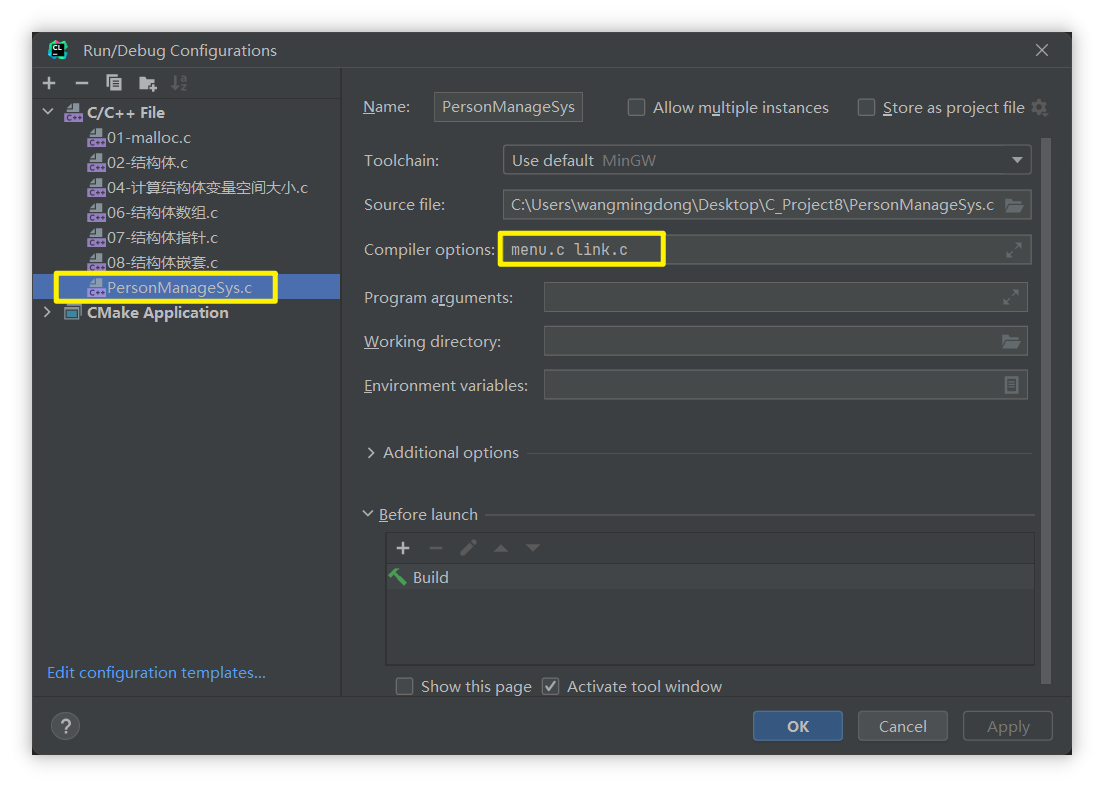 CL
Run/Debug Configurations
C/C++ File
01-malloc.c
02-结构体.c
04-计算结构体变量空间大小.c
06-结构体数组.c
07-结构体指针.c
08-结构体嵌套.c
PersonManageSys.c
CMake Application
Edit configuration templates...
Name: PersonManageSys Allow multiple instances Store as project file
Toolchain: Use default MinGW
Source file: C:\Users\wangmingdong\Desktop\C_Project8\PersonManageSys.c
Compiler options: menu.c link.c
Program arguments:
Working directory:
Environment variables:
Additional options
Before launch
Build
Show this page Activate tool window
? OK Cancel Apply